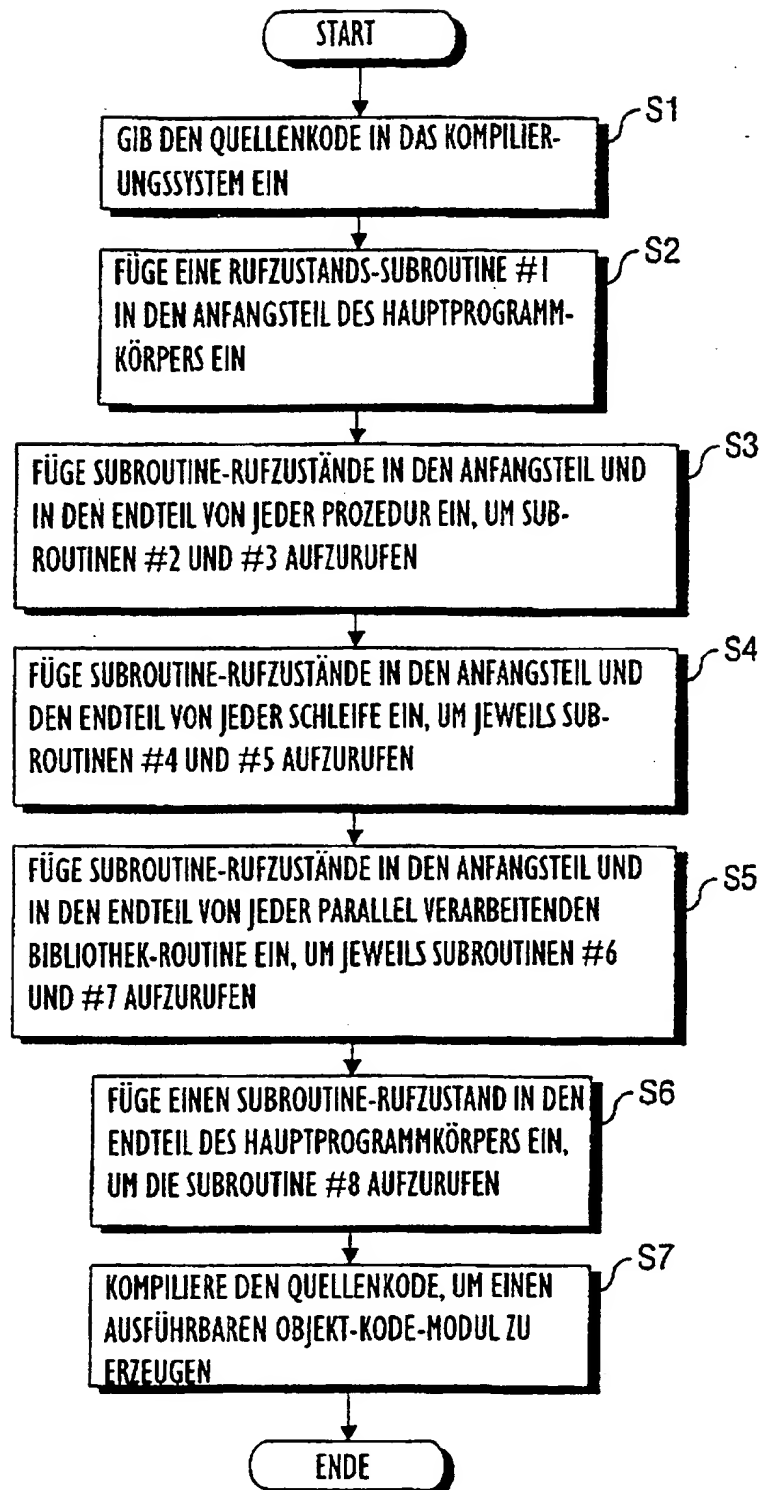 START
S1
GIB DEN QUELLENKODE IN DAS KOMPILIER-
UNGSSYSTEM EIN
S2
FÜGE EINE RUFZUSTANDS-SUBROUTINE #1
IN DEN ANFANGSTEIL DES HAUPTPROGRAMM-
KÖRPERS EIN
S3
FÜGE SUBROUTINE-RUFZUSTÄNDE IN DEN ANFANGSTEIL UND
IN DEN ENDTEIL VON JEDER PROZEDUR EIN, UM SUB-
ROUTINEN #2 UND #3 AUFZURUFEN
S4
FÜGE SUBROUTINE-RUFZUSTÄNDE IN DEN ANFANGSTEIL UND
DEN ENDTEIL VON JEDER SCHLEIFE EIN, UM JEWEILS SUB-
ROUTINEN #4 UND #5 AUFZURUFEN
S5
FÜGE SUBROUTINE-RUFZUSTÄNDE IN DEN ANFANGSTEIL UND
IN DEN ENDTEIL VON JEDER PARALLEL VERARBEITENDEN
BIBLIOTHEK-ROUTINE EIN, UM JEWEILS SUBROUTINEN #6
UND #7 AUFZURUFEN
S6
FÜGE EINEN SUBROUTINE-RUFZUSTAND IN DEN
ENDTEIL DES HAUPTPROGRAMMKÖRPERS EIN,
UM DIE SUBROUTINE #8 AUFZURUFEN
S7
KOMPILIERE DEN QUELLENKODE, UM EINEN
AUSFÜHRBAREN OBJEKT-KODE-MODUL ZU
ERZEUGEN
ENDE